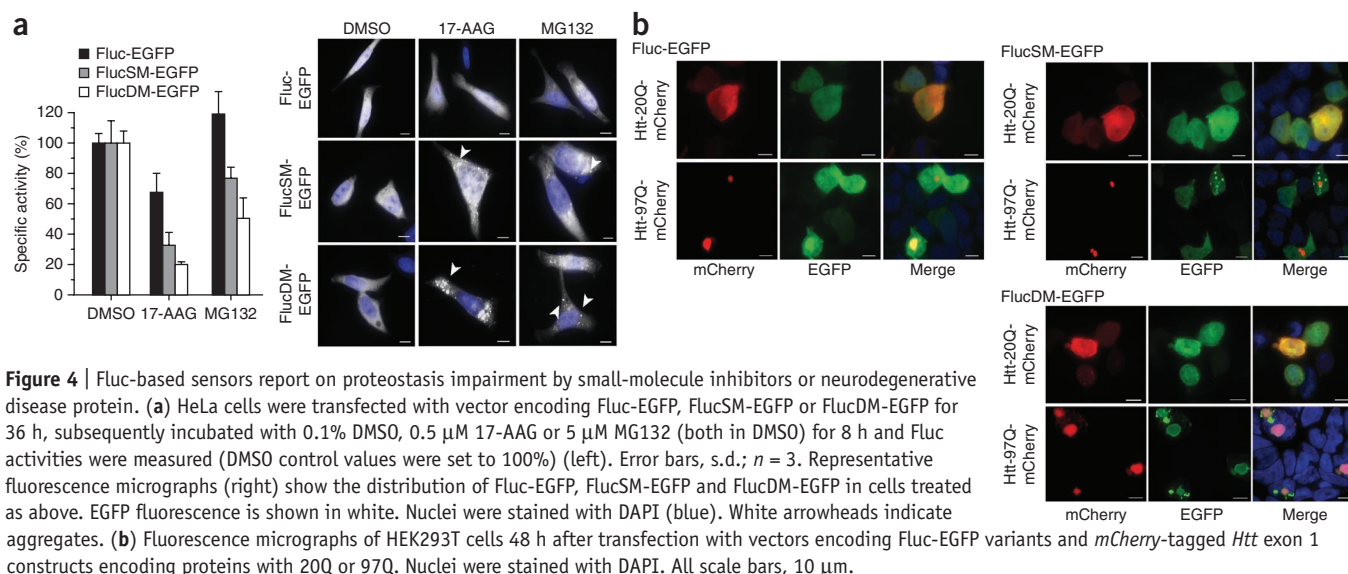 a
Fluc-EGFP
FlucSM-EGFP
FlucDM-EGFP
Specific activity (%)
120
100
80
60
40
20
0
DMSO 17-AAG MG132
DMSO 17-AAG MG132
Fluc-
EGFP
FlucSM-
EGFP
FlucDM-
EGFP
b
Fluc-EGFP
Htt-20Q-
mCherry
Htt-97Q-
mCherry
mCherry EGFP Merge
FlucSM-EGFP
Htt-20Q-
mCherry
Htt-97Q-
mCherry
mCherry EGFP Merge
FlucDM-EGFP
Htt-20Q-
mCherry
Htt-97Q-
mCherry
mCherry EGFP Merge
Figure 4 | Fluc-based sensors report on proteostasis impairment by small-molecule inhibitors or neurodegenerative
disease protein. (a) HeLa cells were transfected with vector encoding Fluc-EGFP, FlucSM-EGFP or FlucDM-EGFP for
36 h, subsequently incubated with 0.1% DMSO, 0.5 μM 17-AAG or 5 μM MG132 (both in DMSO) for 8 h and Fluc
activities were measured (DMSO control values were set to 100%) (left). Error bars, s.d.; n = 3. Representative
fluorescence micrographs (right) show the distribution of Fluc-EGFP, FlucSM-EGFP and FlucDM-EGFP in cells treated
as above. EGFP fluorescence is shown in white. Nuclei were stained with DAPI (blue). White arrowheads indicate
aggregates. (b) Fluorescence micrographs of HEK293T cells 48 h after transfection with vectors encoding Fluc-EGFP variants and mCherry-tagged Htt exon 1
constructs encoding proteins with 20Q or 97Q. Nuclei were stained with DAPI. All scale bars, 10 μm.